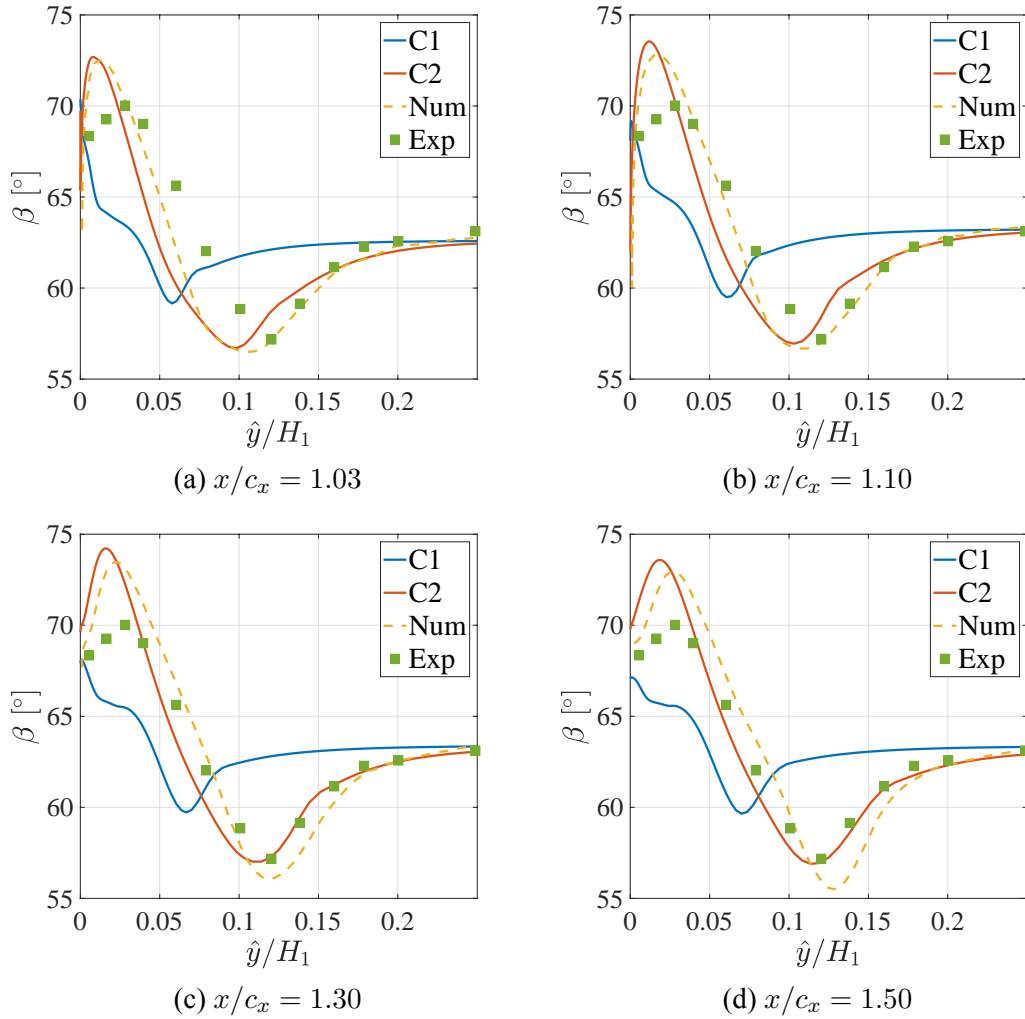 75
70
65
60
55
β [°]
0
0.05
0.1
0.15
0.2
ŷ/H₁
C1
C2
Num
Exp
(a) x/cₓ = 1.03
75
70
65
60
55
β [°]
0
0.05
0.1
0.15
0.2
ŷ/H₁
C1
C2
Num
Exp
(b) x/cₓ = 1.10
75
70
65
60
55
β [°]
0
0.05
0.1
0.15
0.2
ŷ/H₁
C1
C2
Num
Exp
(c) x/cₓ = 1.30
75
70
65
60
55
β [°]
0
0.05
0.1
0.15
0.2
ŷ/H₁
C1
C2
Num
Exp
(d) x/cₓ = 1.50